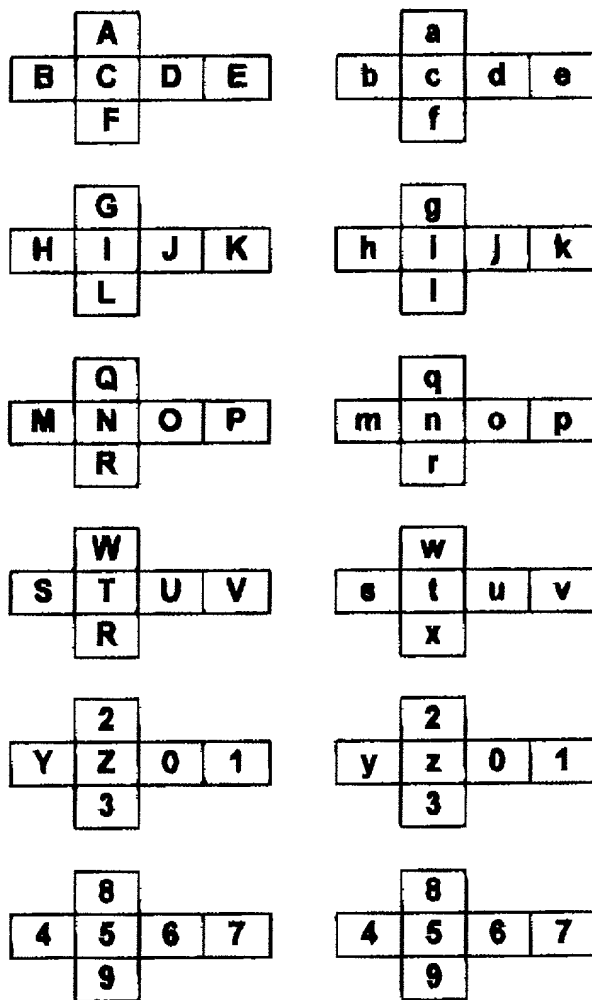 A a
B C D E b c d e
F f
G g
H I J K h i j k
L l
Q q
M N O P m n o p
R r
W w
S T U V s t u v
R x
2 2
Y Z 0 1 y z 0 1
3 3
8 8
4 5 6 7 4 5 6 7
9 9